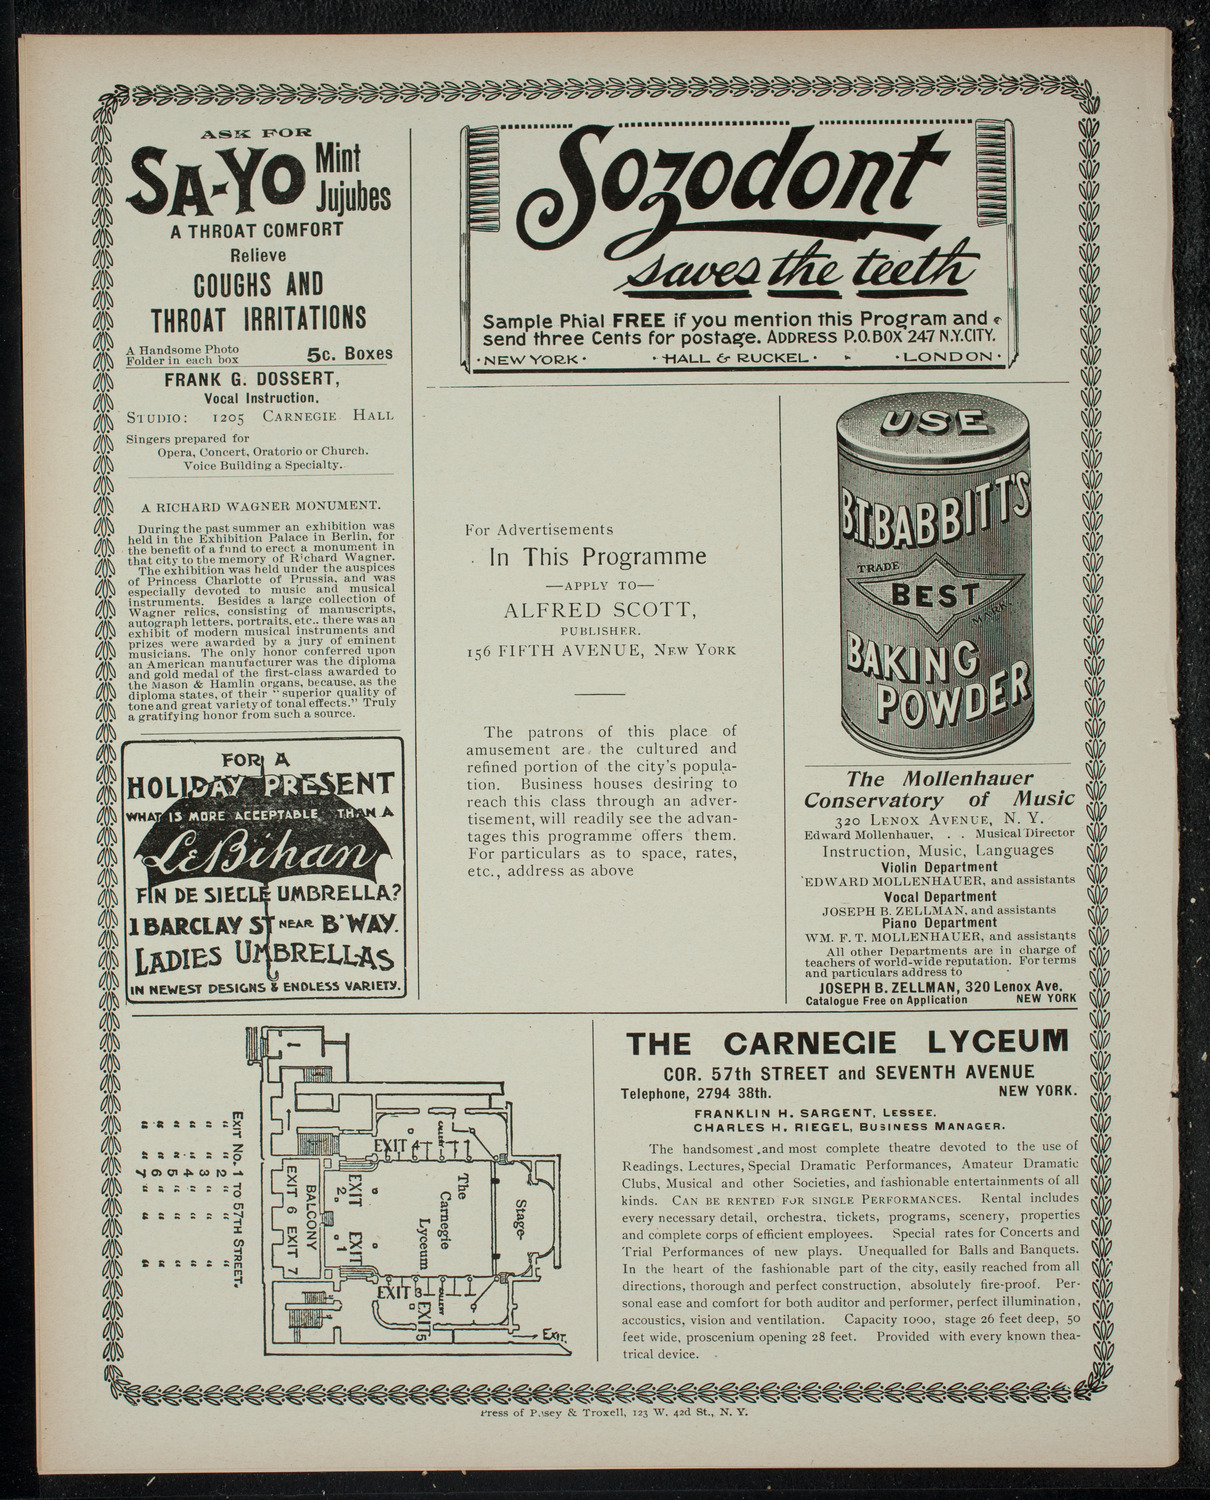 ASK FOR
SA-YO Mint Jujubes
A THROAT COMFORT
Relieve
COUGHS AND
THROAT IRRITATIONS
A Handsome Photo
Folder in each box
5c. Boxes
FRANK G. DOSSERT,
Vocal Instruction.
STUDIO: 1205 CARNEGIE HALL
Singers prepared for
Opera, Concert, Oratorio or Church.
Voice Building a Specialty.
A RICHARD WAGNER MONUMENT.
During the past summer an exhibition was
held in the Exhibition Palace in Berlin, for
the benefit of a fund to erect a monument in
that city to the memory of Richard Wagner.
The exhibition was held under the auspices
of Princess Charlotte of Prussia, and was
especially devoted to music and musical
instruments. Besides a large collection of
Wagner relics, consisting of manuscripts,
autograph letters, portraits, etc., there was an
exhibit of modern musical instruments and
prizes were awarded by a jury of eminent
musicians. The only honor conferred upon
an American manufacturer was the diploma
and gold medal of the first-class awarded to
the Mason & Hamlin organs, because, as the
diploma states, of their "superior quality of
tone and great variety of tonal effects." Truly
a gratifying honor from such a source.
FOR A
HOLIDAY PRESENT
WHAT IS MORE ACCEPTABLE THAN A
LeBihan
FIN DE SIECLE UMBRELLA?
1 BARCLAY ST NEAR B'WAY.
LADIES UMBRELLAS
IN NEWEST DESIGNS & ENDLESS VARIETY.
Sozodont
saves the teeth
Sample Phial FREE if you mention this Program and
send three Cents for postage. ADDRESS P.O. BOX 247 N.Y.CITY.
· NEW YORK · · HALL & RUCKEL · · LONDON ·
For Advertisements
In This Programme
—APPLY TO—
ALFRED SCOTT,
PUBLISHER.
156 FIFTH AVENUE, NEW YORK
The patrons of this place of
amusement are the cultured and
refined portion of the city's popula-
tion. Business houses desiring to
reach this class through an adver-
tisement, will readily see the advan-
tages this programme offers them.
For particulars as to space, rates,
etc., address as above
USE
B.T. BABBITT'S
TRADE
BEST
MARK
BAKING
POWDER
The Mollenhauer
Conservatory of Music
320 LENOX AVENUE, N. Y.
Edward Mollenhauer, . . Musical Director
Instruction, Music, Languages
Violin Department
EDWARD MOLLENHAUER, and assistants
Vocal Department
JOSEPH B. ZELLMAN, and assistants
Piano Department
WM. F. T. MOLLENHAUER, and assistants
All other Departments are in charge of
teachers of world-wide reputation. For terms
and particulars address to
JOSEPH B. ZELLMAN, 320 Lenox Ave.
Catalogue Free on Application NEW YORK
EXIT No. 1 TO 57TH STREET.
" " 2 " " "
" " 3 " " "
" " 4 " " "
" " 5 " " "
" " 6 " " "
" " 7 " " "
EXIT 4
GALLERY
EXIT 6 EXIT 7
BALCONY
EXIT 2
EXIT 1
The
Carnegie
Lyceum
Stage
EXIT 3
GALLERY
EXIT 5
EXIT.
THE CARNEGIE LYCEUM
COR. 57th STREET and SEVENTH AVENUE
Telephone, 2794 38th. NEW YORK.
FRANKLIN H. SARGENT, LESSEE.
CHARLES H. RIEGEL, BUSINESS MANAGER.
The handsomest and most complete theatre devoted to the use of
Readings, Lectures, Special Dramatic Performances, Amateur Dramatic
Clubs, Musical and other Societies, and fashionable entertainments of all
kinds. CAN BE RENTED FOR SINGLE PERFORMANCES. Rental includes
every necessary detail, orchestra, tickets, programs, scenery, properties
and complete corps of efficient employees. Special rates for Concerts and
Trial Performances of new plays. Unequalled for Balls and Banquets.
In the heart of the fashionable part of the city, easily reached from all
directions, thorough and perfect construction, absolutely fire-proof. Per-
sonal ease and comfort for both auditor and performer, perfect illumination,
accoustics, vision and ventilation. Capacity 1000, stage 26 feet deep, 50
feet wide, proscenium opening 28 feet. Provided with every known thea-
trical device.
Press of Pusey & Troxell, 123 W. 42d St., N. Y.